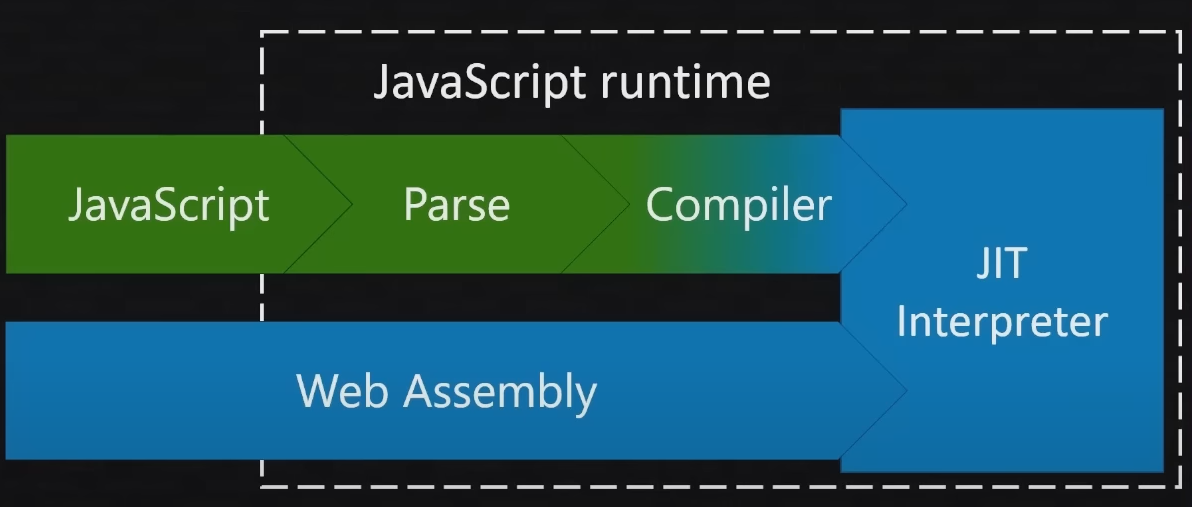 JavaScript runtime
JavaScript
Parse
Compiler
JIT
Interpreter
Web Assembly